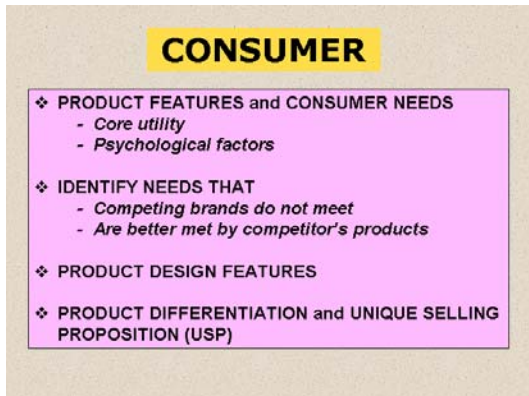 CONSUMER
❖ PRODUCT FEATURES and CONSUMER NEEDS
- Core utility
- Psychological factors
❖ IDENTIFY NEEDS THAT
- Competing brands do not meet
- Are better met by competitor's products
❖ PRODUCT DESIGN FEATURES
❖ PRODUCT DIFFERENTIATION and UNIQUE SELLING
PROPOSITION (USP)